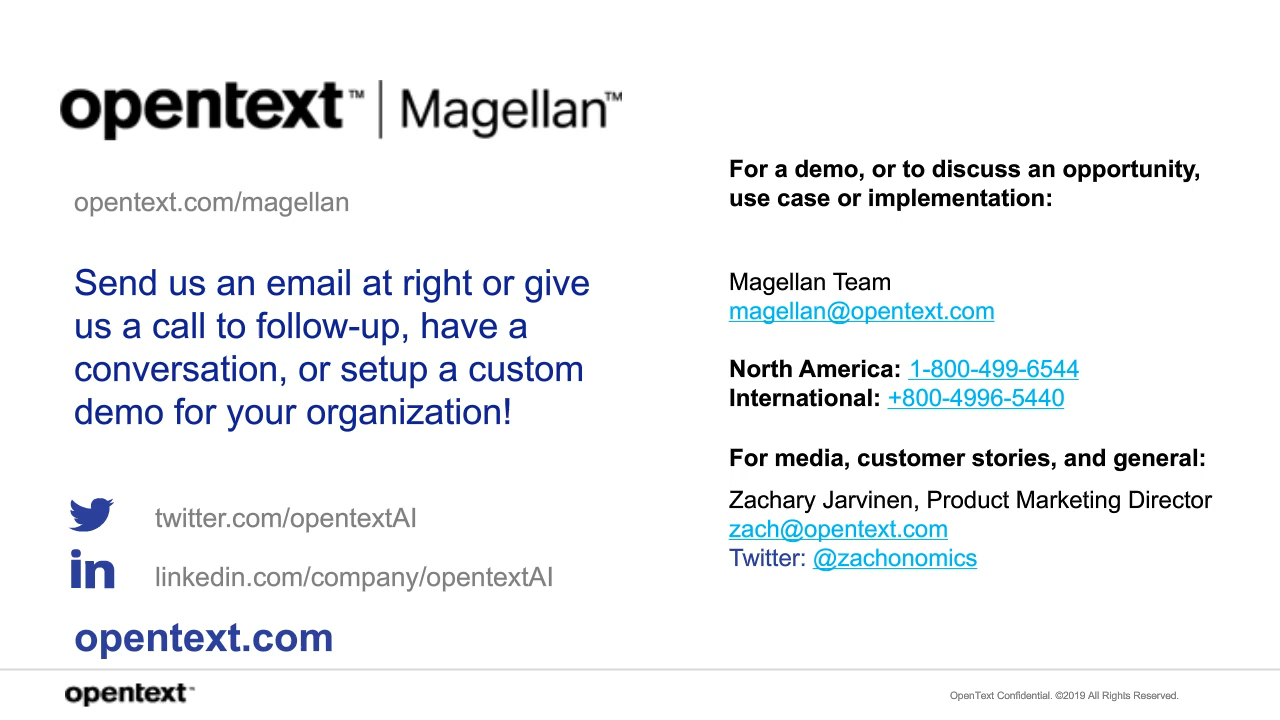 opentext™ | Magellan™
opentext.com/magellan
Send us an email at right or give
us a call to follow-up, have a
conversation, or setup a custom
demo for your organization!
twitter.com/opentextAI
linkedin.com/company/opentextAI
opentext.com
For a demo, or to discuss an opportunity,
use case or implementation:
Magellan Team
magellan@opentext.com
North America: 1-800-499-6544
International: +800-4996-5440
For media, customer stories, and general:
Zachary Jarvinen, Product Marketing Director
zach@opentext.com
Twitter: @zachonomics
opentext™
OpenText Confidential. ©2019 All Rights Reserved.